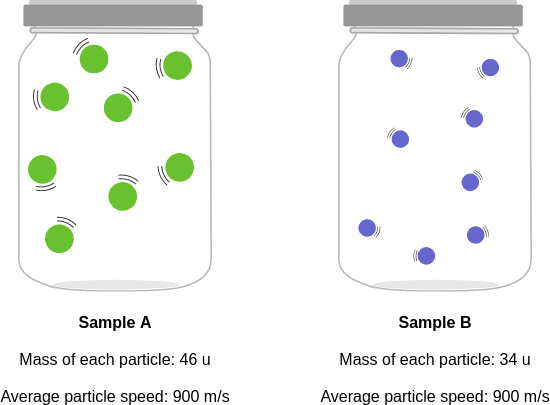 Sample A
Mass of each particle: 46 u
Average particle speed: 900 m/s
Sample B
Mass of each particle: 34 u
Average particle speed: 900 m/s